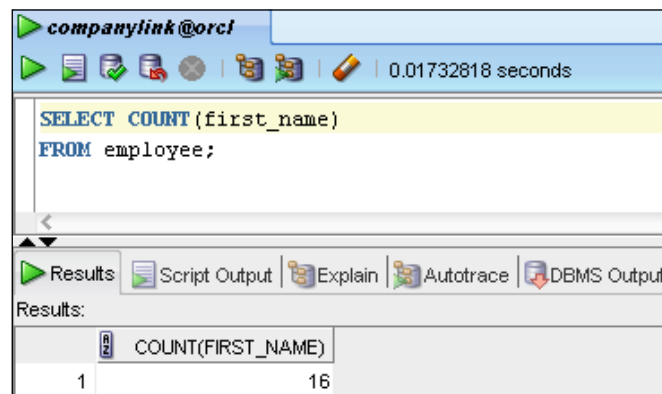 companylink@orcl
0.01732818 seconds
SELECT COUNT(first_name)
FROM employee;
Results Script Output Explain Autotrace DBMS Output
Results:
A Z COUNT(FIRST_NAME)
1 16